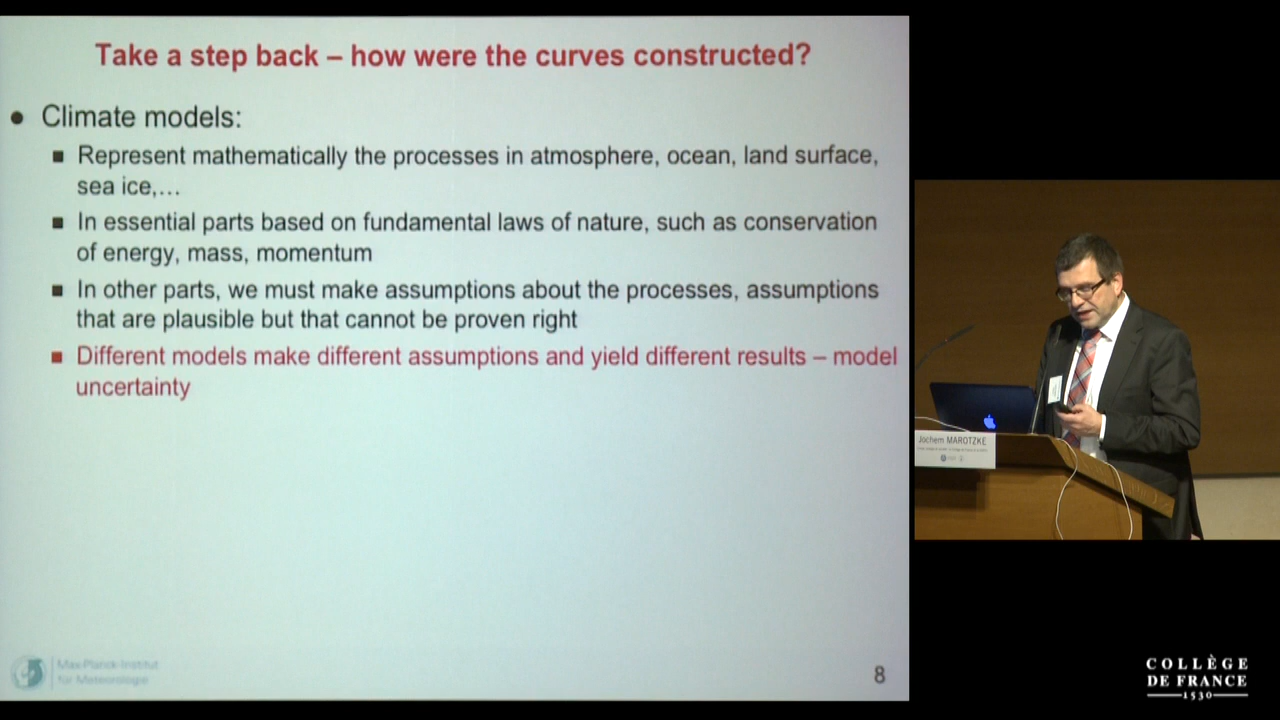 Take a step back – how were the curves constructed?
● Climate models:
■ Represent mathematically the processes in atmosphere, ocean, land surface,
sea ice,…
■ In essential parts based on fundamental laws of nature, such as conservation
of energy, mass, momentum
■ In other parts, we must make assumptions about the processes, assumptions
that are plausible but that cannot be proven right
■ Different models make different assumptions and yield different results – model
uncertainty
Max-Planck-Institut
für Meteorologie
8
Jochem MAROTZKE
COLLÈGE
DE FRANCE
1530